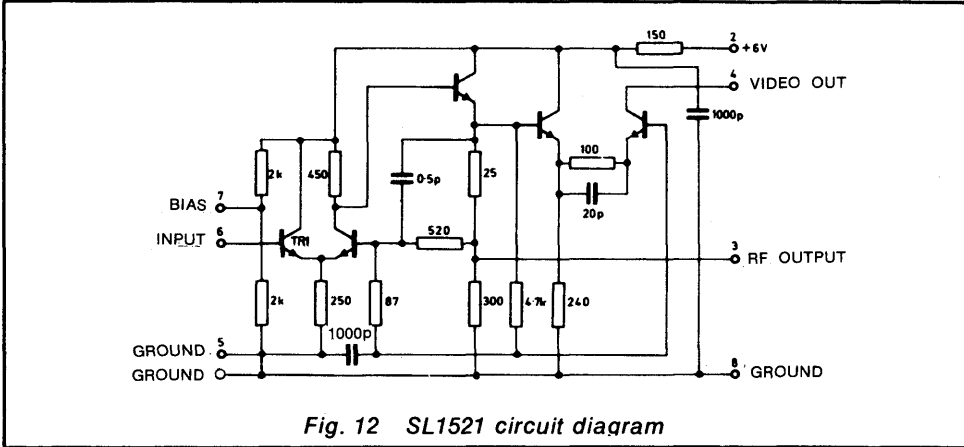 150
2
+6V
4
VIDEO OUT
1000p
2k
450
0·5p
25
100
20p
7
BIAS
6
INPUT
TR1
520
3
RF OUTPUT
2k
250
87
300
4·7k
240
1000p
5
GROUND
GROUND
8
GROUND
Fig. 12 SL1521 circuit diagram